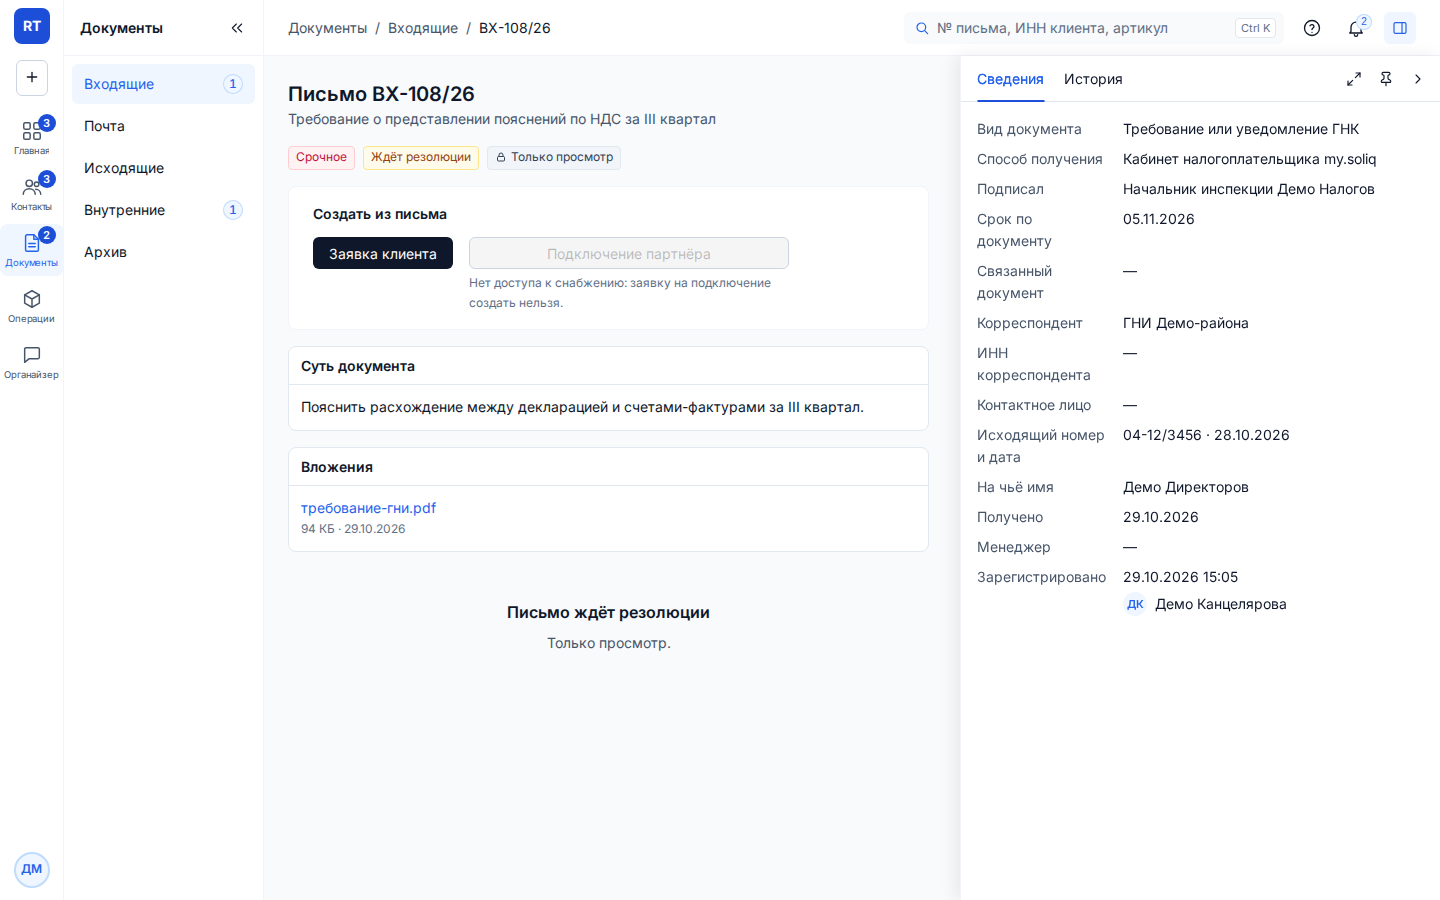 RT
Главная
3
Контакты
3
Документы
2
Операции
Органайзер
ДМ
Документы
Входящие
1
Почта
Исходящие
Внутренние
1
Архив
Документы / Входящие / ВХ-108/26
№ письма, ИНН клиента, артикул
Ctrl K
2
Письмо ВХ-108/26
Требование о представлении пояснений по НДС за III квартал
Срочное
Ждёт резолюции
Только просмотр
Создать из письма
Заявка клиента
Подключение партнёра
Нет доступа к снабжению: заявку на подключение
создать нельзя.
Суть документа
Пояснить расхождение между декларацией и счетами-фактурами за III квартал.
Вложения
требование-гни.pdf
94 КБ · 29.10.2026
Письмо ждёт резолюции
Только просмотр.
Сведения
История
Вид документа
Требование или уведомление ГНК
Способ получения
Кабинет налогоплательщика my.soliq
Подписал
Начальник инспекции Демо Налогов
Срок по
документу
05.11.2026
Связанный
документ
—
Корреспондент
ГНИ Демо-района
ИНН
корреспондента
—
Контактное лицо
—
Исходящий номер
и дата
04-12/3456 · 28.10.2026
На чьё имя
Демо Директоров
Получено
29.10.2026
Менеджер
—
Зарегистрировано
29.10.2026 15:05
ДК
Демо Канцелярова